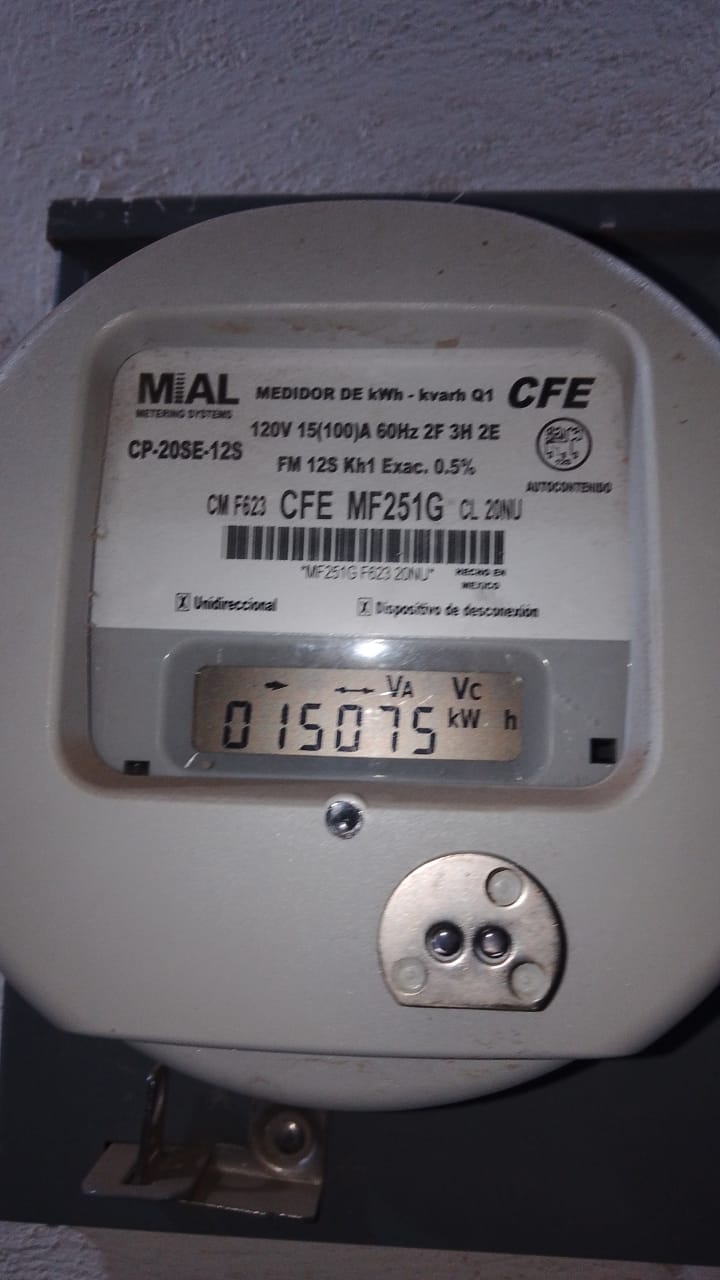 MIAL MEDIDOR DE kWh - kvarh Q1 CFE
METERING SYSTEMS
120V 15(100)A 60Hz 2F 3H 2E
CP-20SE-12S
FM 12S Kh1 Exac. 0.5%
AUTOCONTENIDO
CM F623 CFE MF251G CL 20NU
*MF251G F623 20NU* HECHO EN
MEXICO
X Unidireccional X Dispositivo de desconexión
VA Vc
015075 kW h